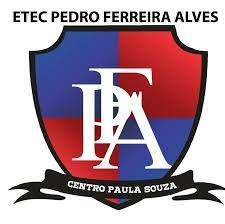 ETEC PEDRO FERREIRA ALVES
PFA
CENTRO PAULA SOUZA